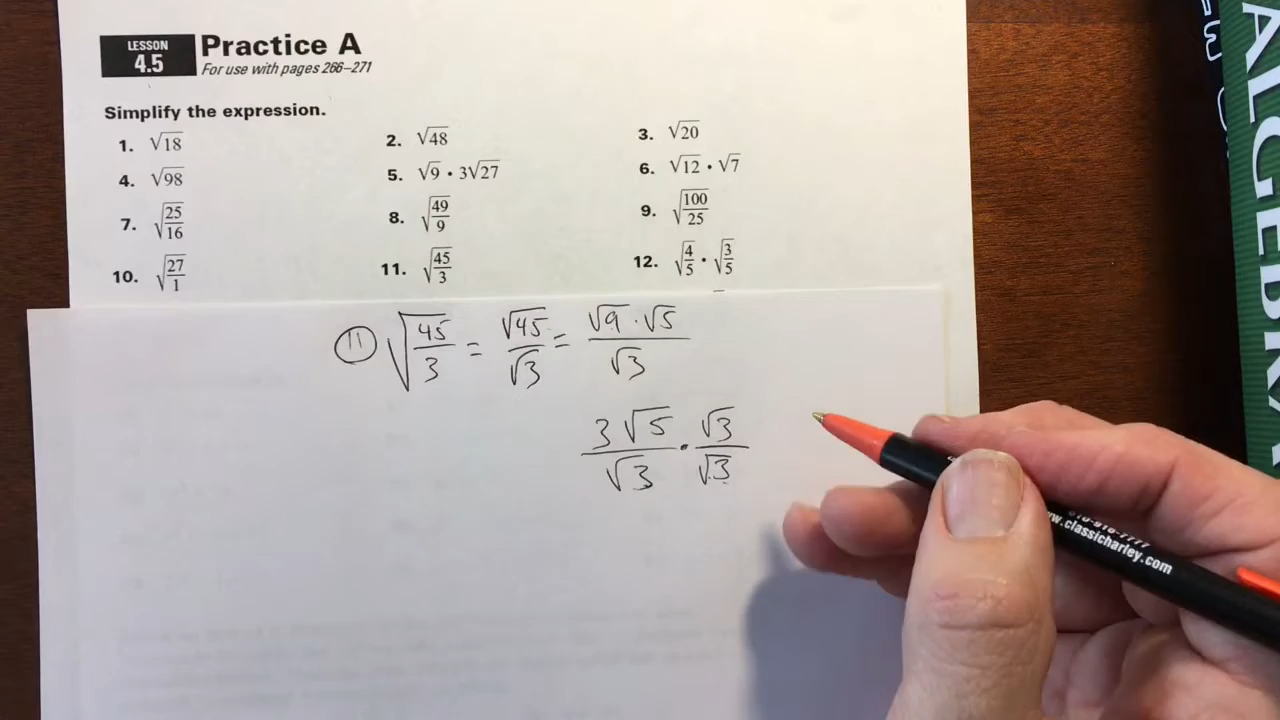 LESSON 4.5 Practice A
For use with pages 266–271
Simplify the expression.
1. √18 2. √48 3. √20
4. √98 5. √9 • 3√27 6. √12 • √7
7. √(25/16) 8. √(49/9) 9. √(100/25)
10. √(27/1) 11. √(45/3) 12. √(4/5) • √(3/5)
⑪ √(45/3) = √45/√3 = (√9 · √5)/√3
(3√5)/√3 · √3/√3
ALGEBRA
www.classicharley.com